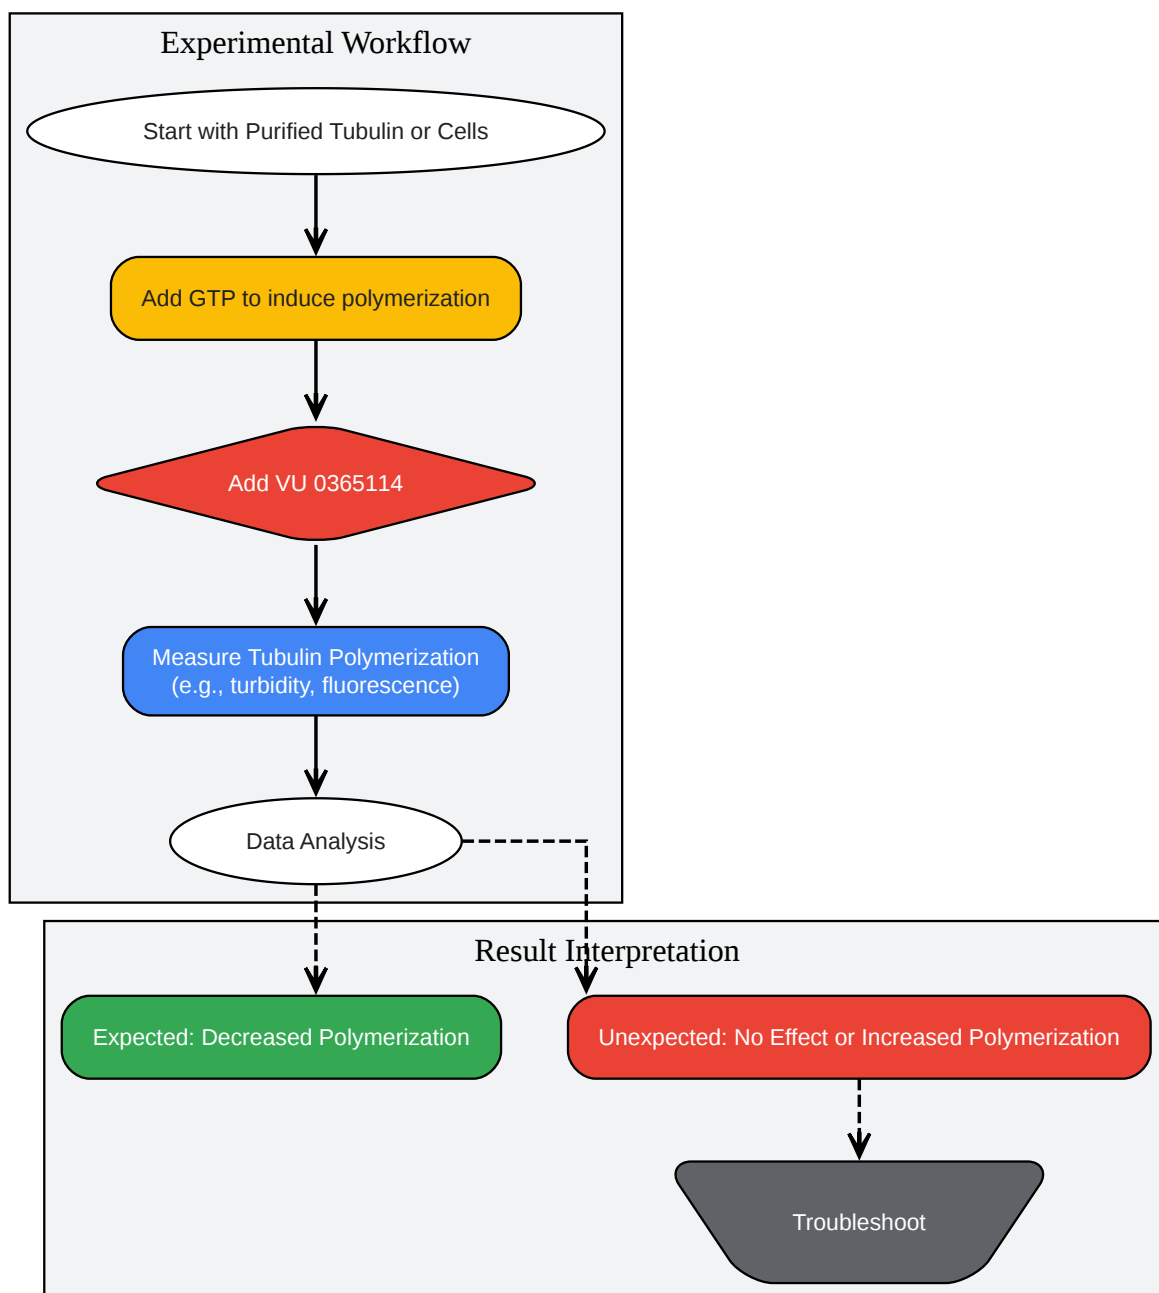 Experimental Workflow
Start with Purified Tubulin or Cells
Add GTP to induce polymerization
Add VU 0365114
Measure Tubulin Polymerization
(e.g., turbidity, fluorescence)
Data Analysis
Result Interpretation
Expected: Decreased Polymerization
Unexpected: No Effect or Increased Polymerization
Troubleshoot